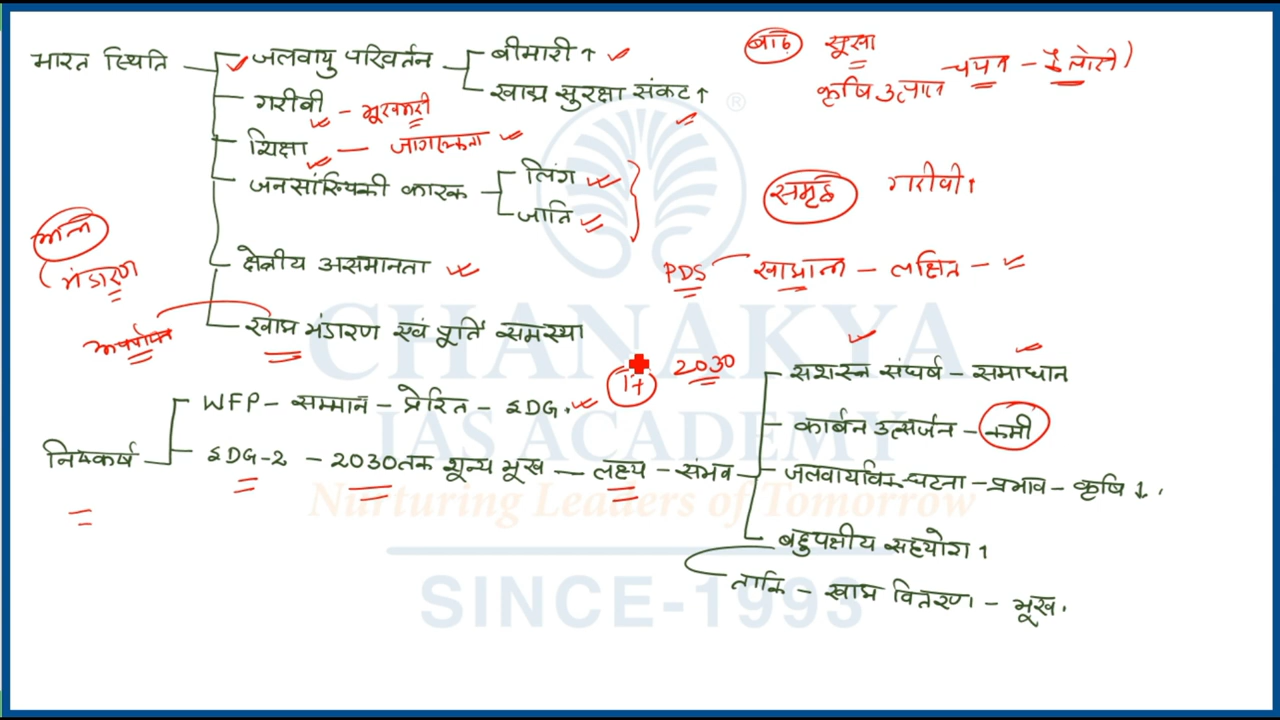 भारत स्थिति
जलवायु परिवर्तन
बीमारी ↑
खाद्य सुरक्षा संकट ↑
गरीबी - भूखमरी
शिक्षा — जागरूकता
जनसांख्यिकी कारक
लिंग
जाति
क्षेत्रीय असमानता
खाद्य भंडारण एवं पूर्ति समस्या
भंडारण
बाढ़ सूखा
कृषि उत्पाद
समृद्ध गरीबी ↑
PDS खाद्यान्न - लक्षित -
®
CHANAKYA
IAS ACADEMY
Nurturing Leaders of Tomorrow
SINCE-1993
निष्कर्ष
WFP - सम्मान - प्रेरित - SDG.
SDG-2 - 2030 तक शून्य भूख — लक्ष्य - संभव
2030
सशस्त्र संघर्ष - समाधान
कार्बन उत्सर्जन - कमी
घटना - प्रभाव - कृषि ↓
बहुपक्षीय सहयोग ↑
ताकि - खाद्य वितरण - भूख.